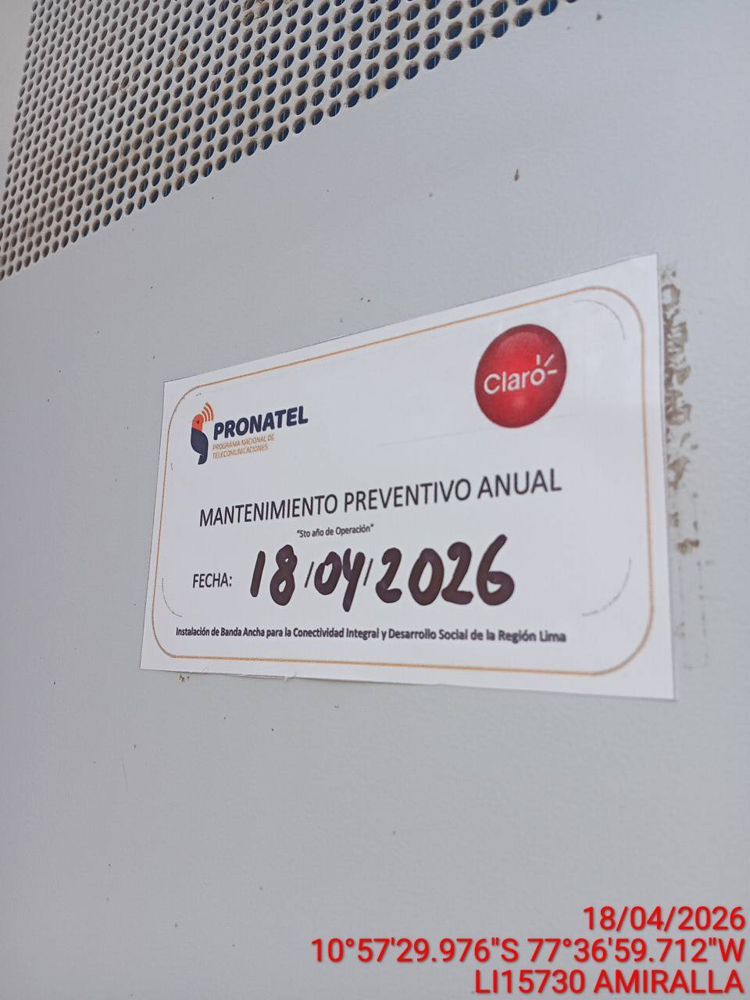 Claro
PRONATEL
PROGRAMA NACIONAL DE
TELECOMUNICACIONES
MANTENIMIENTO PREVENTIVO ANUAL
"5to año de Operación"
FECHA: 18/04/2026
Instalación de Banda Ancha para la Conectividad Integral y Desarrollo Social de la Región Lima
18/04/2026
10°57'29.976"S 77°36'59.712"W
LI15730 AMIRALLA